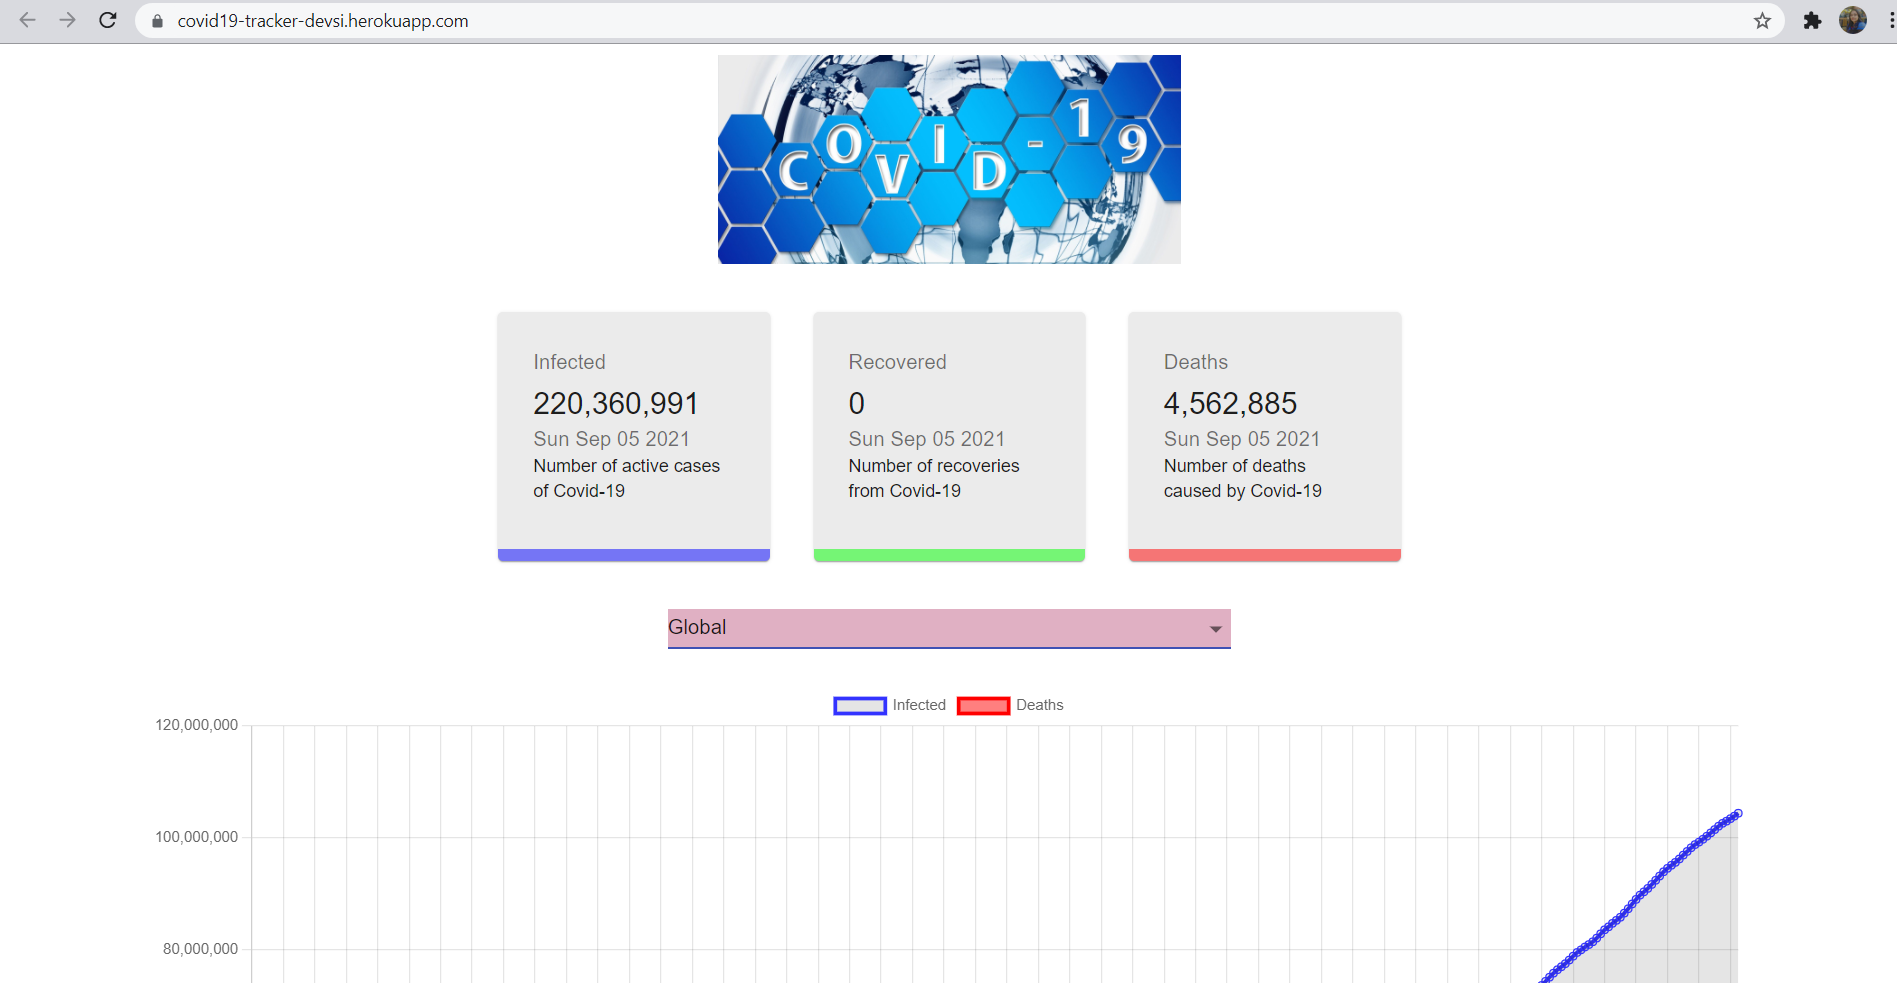 covid19-tracker-devsi.herokuapp.com
COVID-19
Infected
220,360,991
Sun Sep 05 2021
Number of active cases
of Covid-19
Recovered
0
Sun Sep 05 2021
Number of recoveries
from Covid-19
Deaths
4,562,885
Sun Sep 05 2021
Number of deaths
caused by Covid-19
Global
Infected Deaths
120,000,000
100,000,000
80,000,000